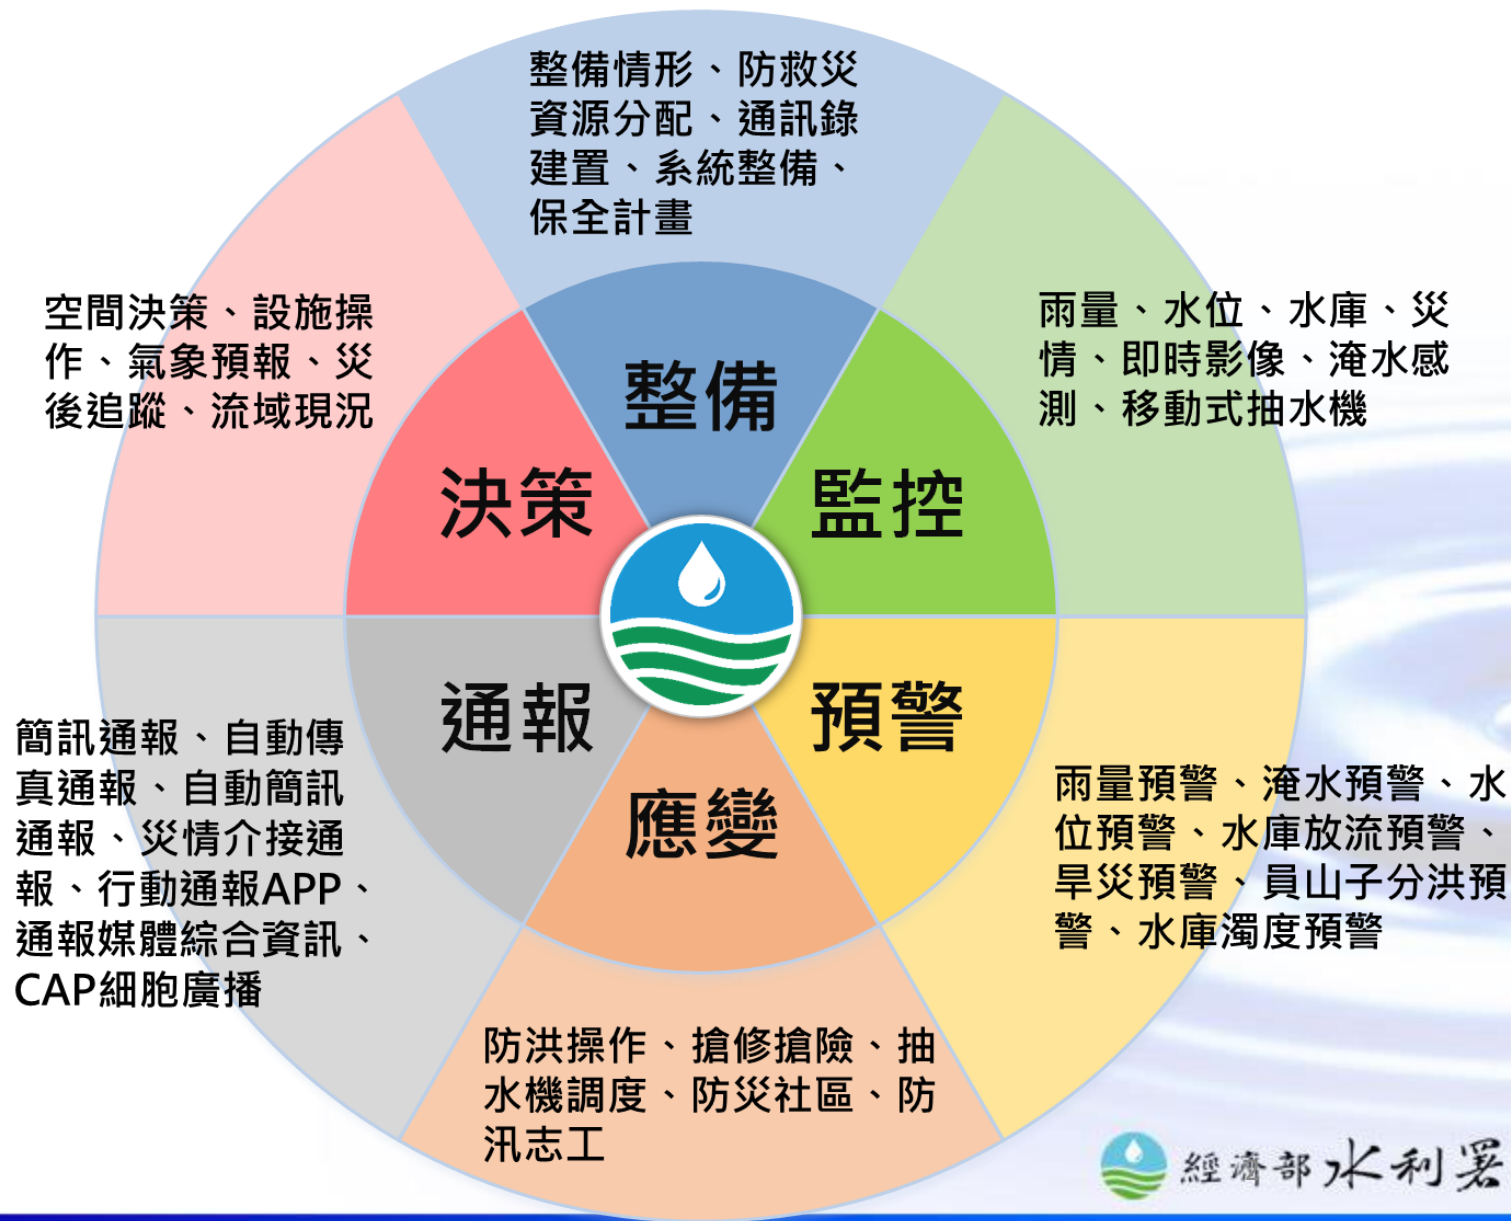 整備情形、防救災
資源分配、通訊錄
建置、系統整備、
保全計畫
整備
雨量、水位、水庫、災
情、即時影像、淹水感
測、移動式抽水機
監控
雨量預警、淹水預警、水
位預警、水庫放流預警、
旱災預警、員山子分洪預
警、水庫濁度預警
預警
應變
防洪操作、搶修搶險、抽
水機調度、防災社區、防
汛志工
通報
簡訊通報、自動傳
真通報、自動簡訊
通報、災情介接通
報、行動通報APP、
通報媒體綜合資訊、
CAP細胞廣播
決策
空間決策、設施操
作、氣象預報、災
後追蹤、流域現況
經濟部水利署